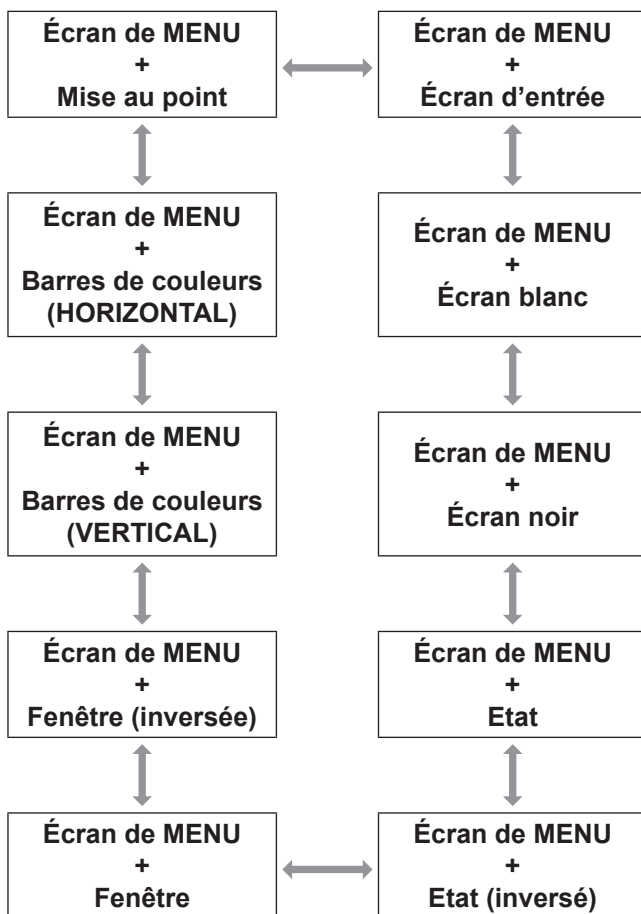 Écran de MENU
+
Mise au point
Écran de MENU
+
Écran d’entrée
Écran de MENU
+
Barres de couleurs
(HORIZONTAL)
Écran de MENU
+
Écran blanc
Écran de MENU
+
Barres de couleurs
(VERTICAL)
Écran de MENU
+
Écran noir
Écran de MENU
+
Fenêtre (inversée)
Écran de MENU
+
Etat
Écran de MENU
+
Fenêtre
Écran de MENU
+
Etat (inversé)